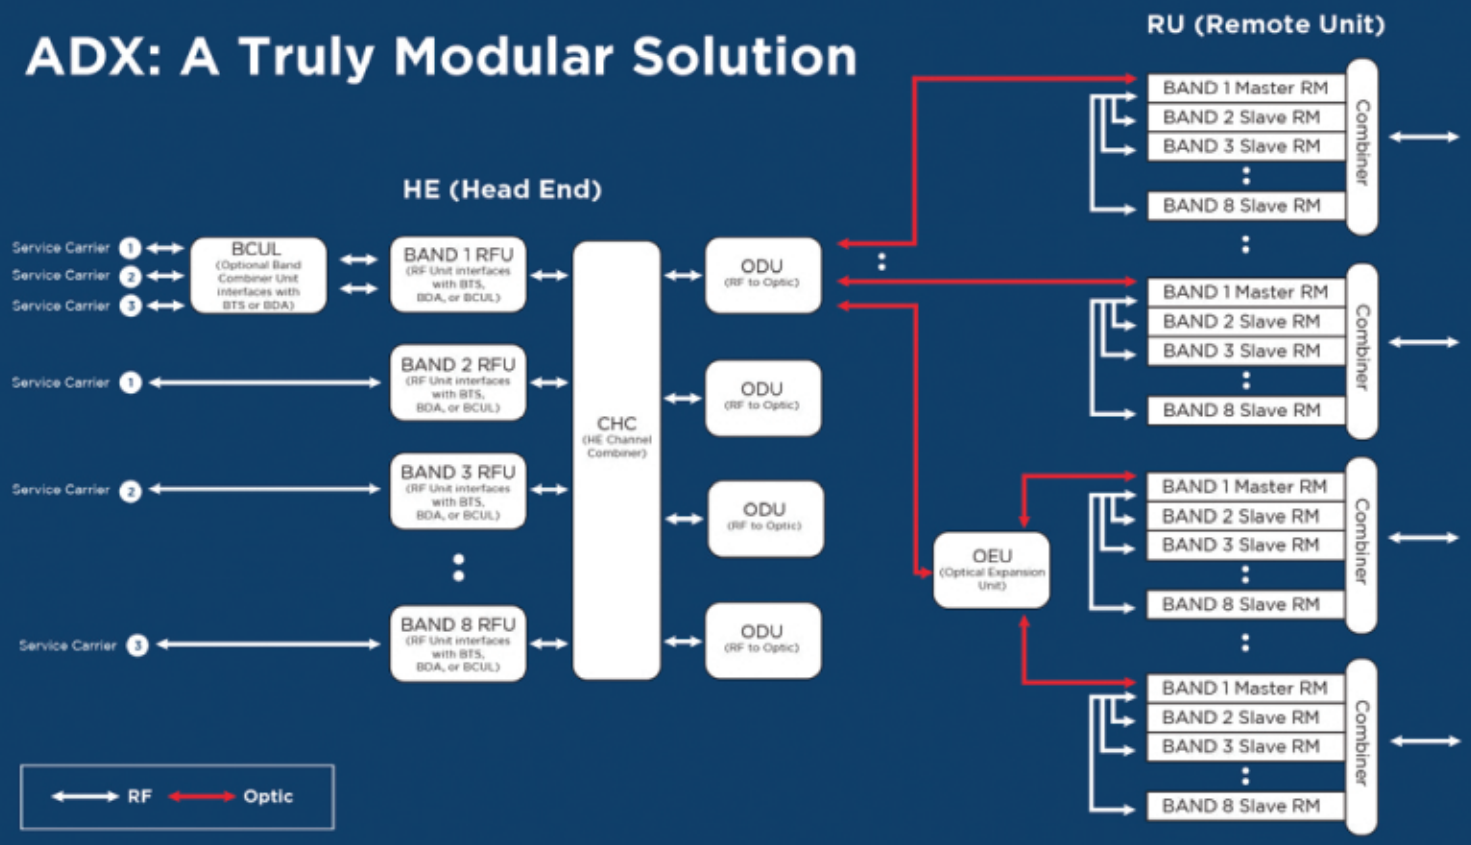 ADX: A Truly Modular Solution
RU (Remote Unit)
HE (Head End)
Service Carrier 1
Service Carrier 2
Service Carrier 3
BCUL
(Optional Band
Combiner Unit
interfaces with
BTS or BDA)
BAND 1 RFU
(RF Unit interfaces
with BTS,
BDA, or BCUL)
Service Carrier 1
BAND 2 RFU
(RF Unit interfaces
with BTS,
BDA, or BCUL)
Service Carrier 2
BAND 3 RFU
(RF Unit interfaces
with BTS,
BDA, or BCUL)
Service Carrier 3
BAND 8 RFU
(RF Unit interfaces
with BTS,
BDA, or BCUL)
CHC
(HE Channel
Combiner)
ODU
(RF to Optic)
ODU
(RF to Optic)
ODU
(RF to Optic)
ODU
(RF to Optic)
OEU
(Optical Expansion
Unit)
BAND 1 Master RM
BAND 2 Slave RM
BAND 3 Slave RM
BAND 8 Slave RM
Combiner
BAND 1 Master RM
BAND 2 Slave RM
BAND 3 Slave RM
BAND 8 Slave RM
Combiner
BAND 1 Master RM
BAND 2 Slave RM
BAND 3 Slave RM
BAND 8 Slave RM
Combiner
BAND 1 Master RM
BAND 2 Slave RM
BAND 3 Slave RM
BAND 8 Slave RM
Combiner
RF
Optic